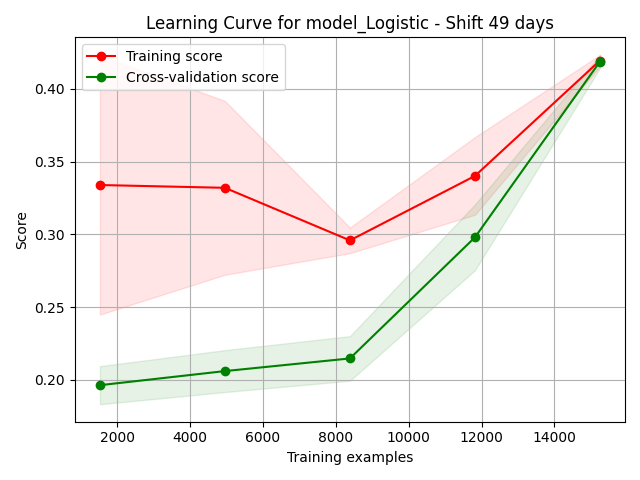 Learning Curve for model_Logistic - Shift 49 days
Training score
Cross-validation score
0.40
0.35
0.30
0.25
0.20
Score
2000 4000 6000 8000 10000 12000 14000
Training examples